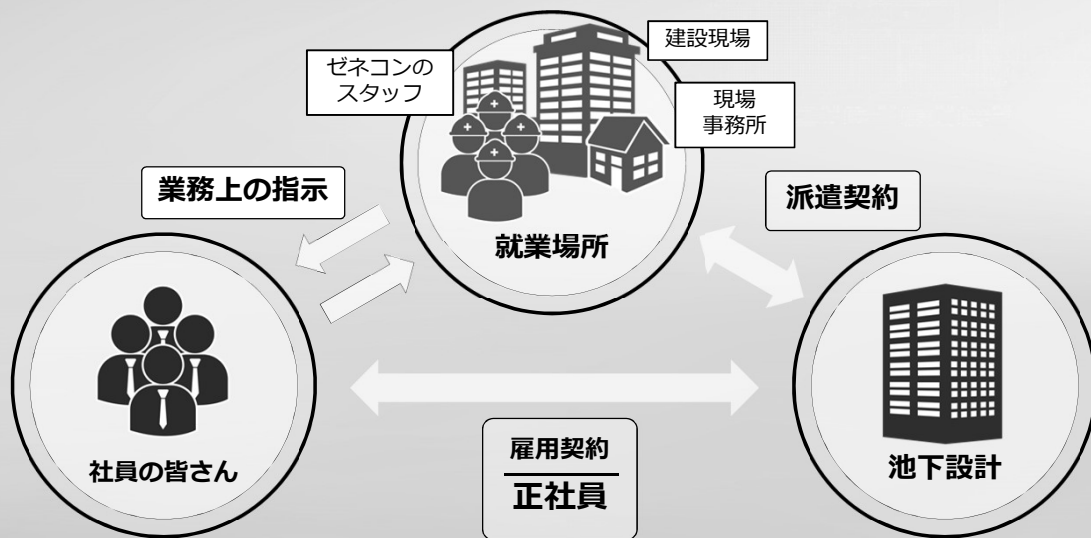 建設現場
ゼネコンの
スタッフ
現場
事務所
業務上の指示
派遣契約
就業場所
社員の皆さん
雇用契約
正社員
池下設計